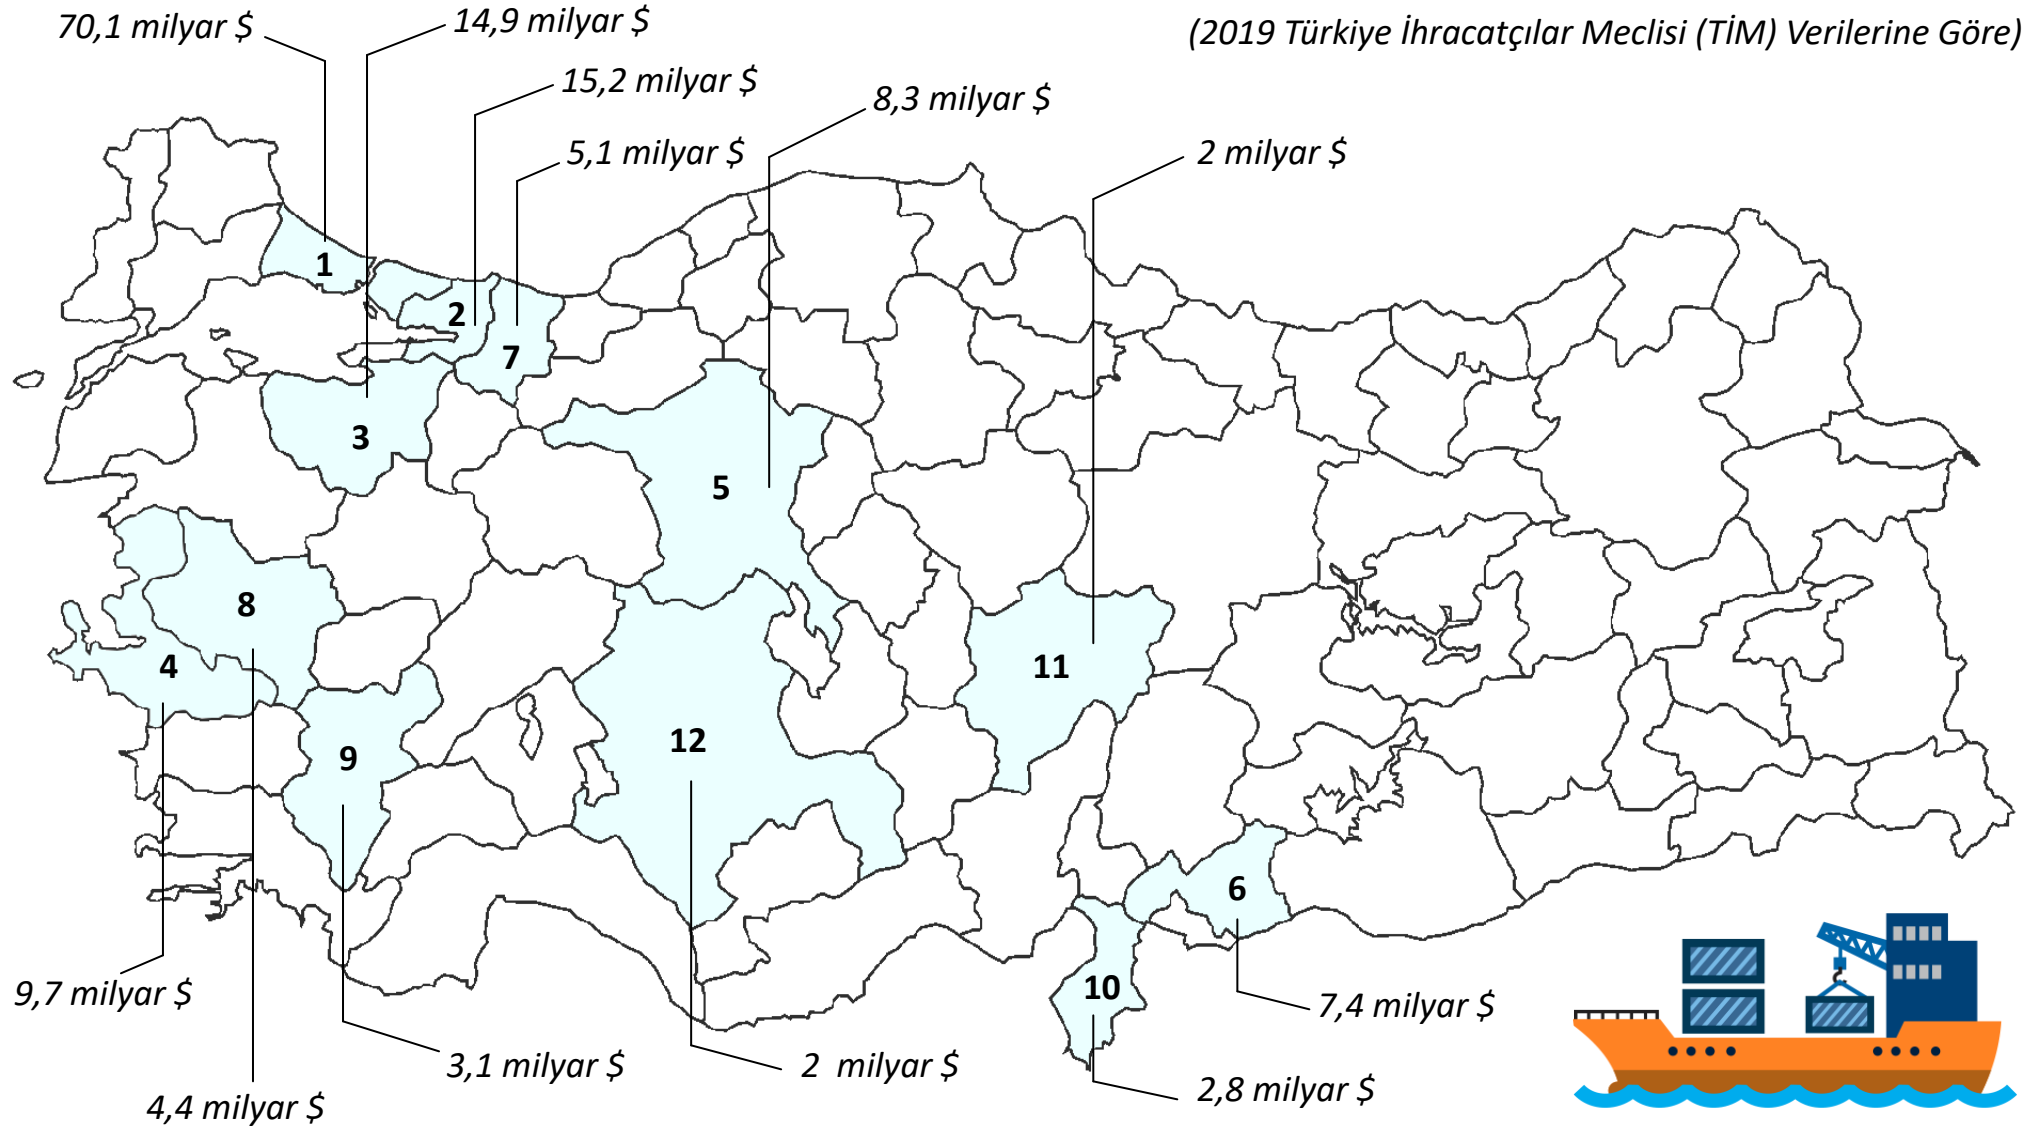 70,1 milyar $
14,9 milyar $
(2019 Türkiye İhracatçılar Meclisi (TİM) Verilerine Göre)
15,2 milyar $
8,3 milyar $
5,1 milyar $
2 milyar $
1
2
7
3
5
8
4
11
12
9
6
10
9,7 milyar $
7,4 milyar $
3,1 milyar $
2 milyar $
2,8 milyar $
4,4 milyar $